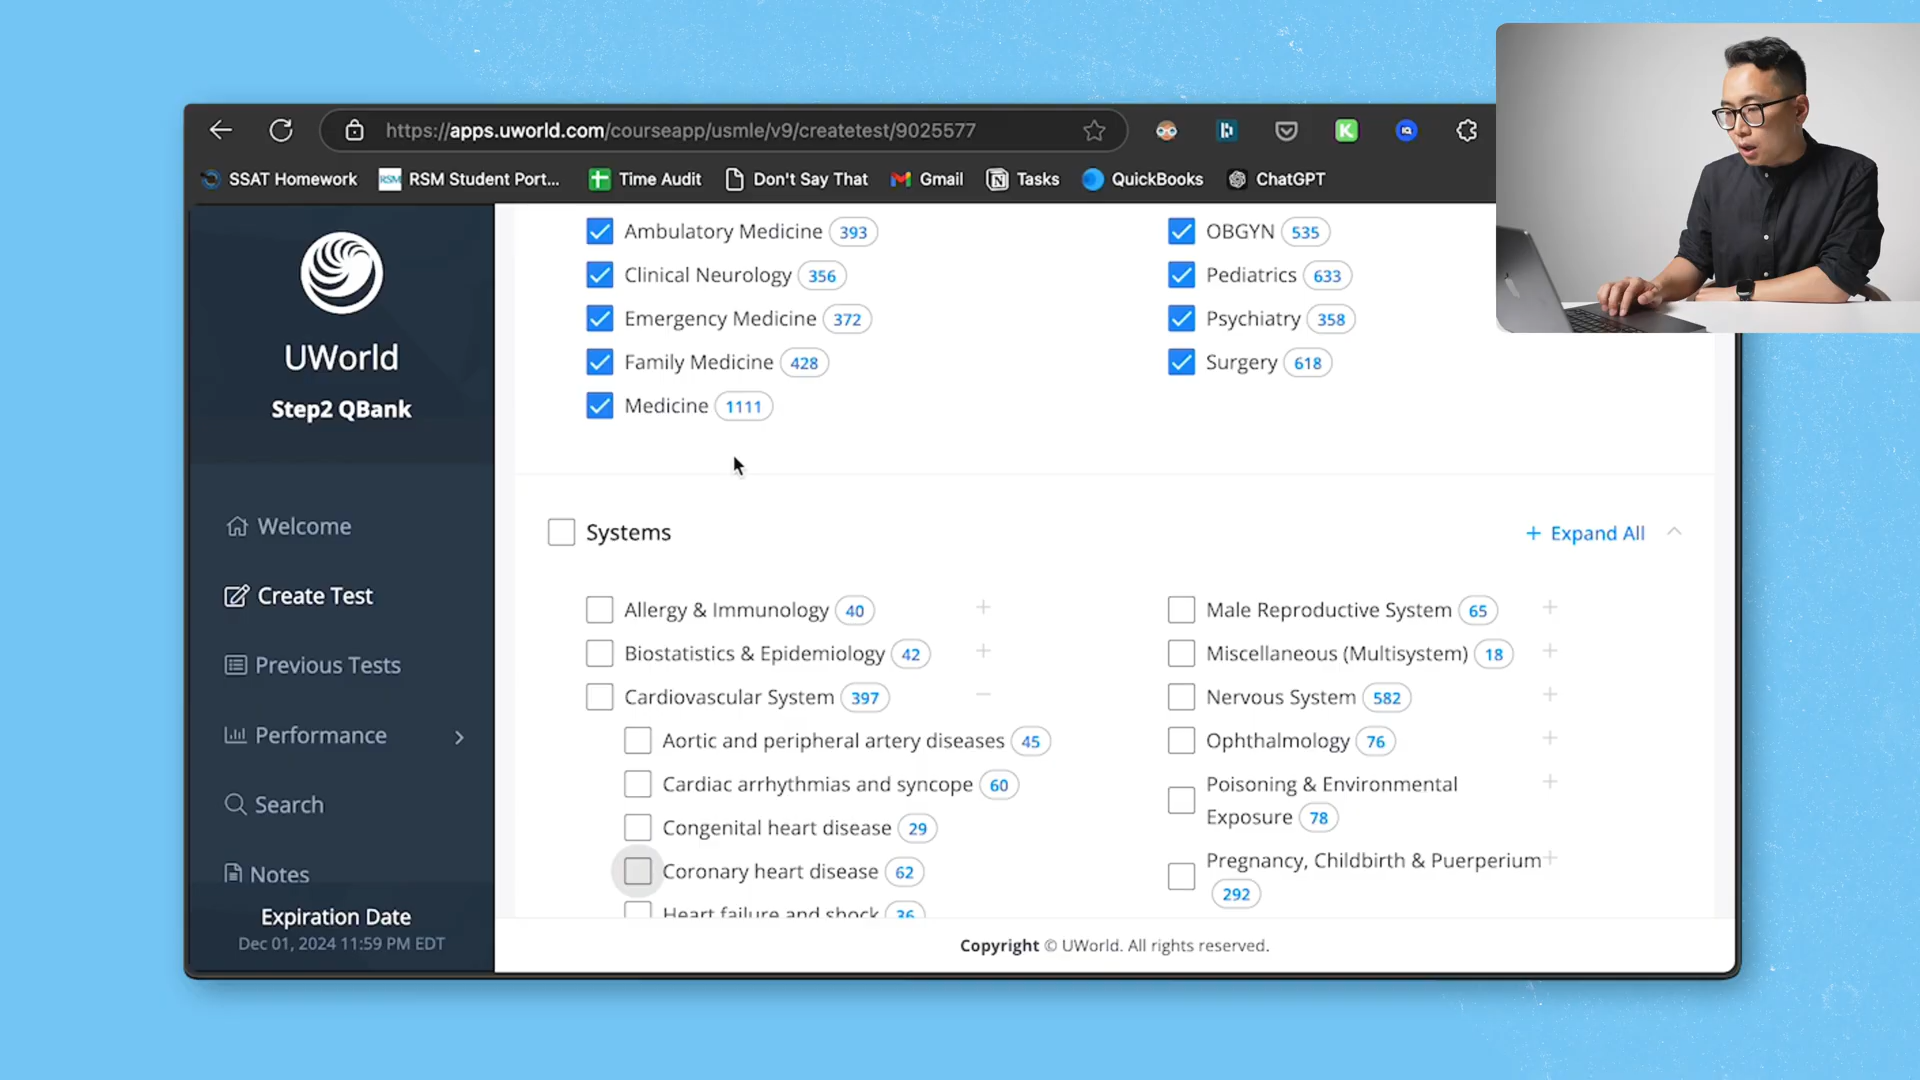 https://apps.uworld.com/courseapp/usmle/v9/createtest/9025577
SSAT Homework
RSM RSM Student Port...
Time Audit
Don't Say That
Gmail
Tasks
QuickBooks
ChatGPT
UWorld
Step2 QBank
Welcome
Create Test
Previous Tests
Performance
Search
Notes
Expiration Date
Dec 01, 2024 11:59 PM EDT
Ambulatory Medicine 393
Clinical Neurology 356
Emergency Medicine 372
Family Medicine 428
Medicine 1111
OBGYN 535
Pediatrics 633
Psychiatry 358
Surgery 618
Systems
+ Expand All
Allergy & Immunology 40 +
Biostatistics & Epidemiology 42 +
Cardiovascular System 397 −
Aortic and peripheral artery diseases 45
Cardiac arrhythmias and syncope 60
Congenital heart disease 29
Coronary heart disease 62
Heart failure and shock 36
Male Reproductive System 65 +
Miscellaneous (Multisystem) 18 +
Nervous System 582 +
Ophthalmology 76 +
Poisoning & Environmental +
Exposure 78
Pregnancy, Childbirth & Puerperium +
292
Copyright © UWorld. All rights reserved.